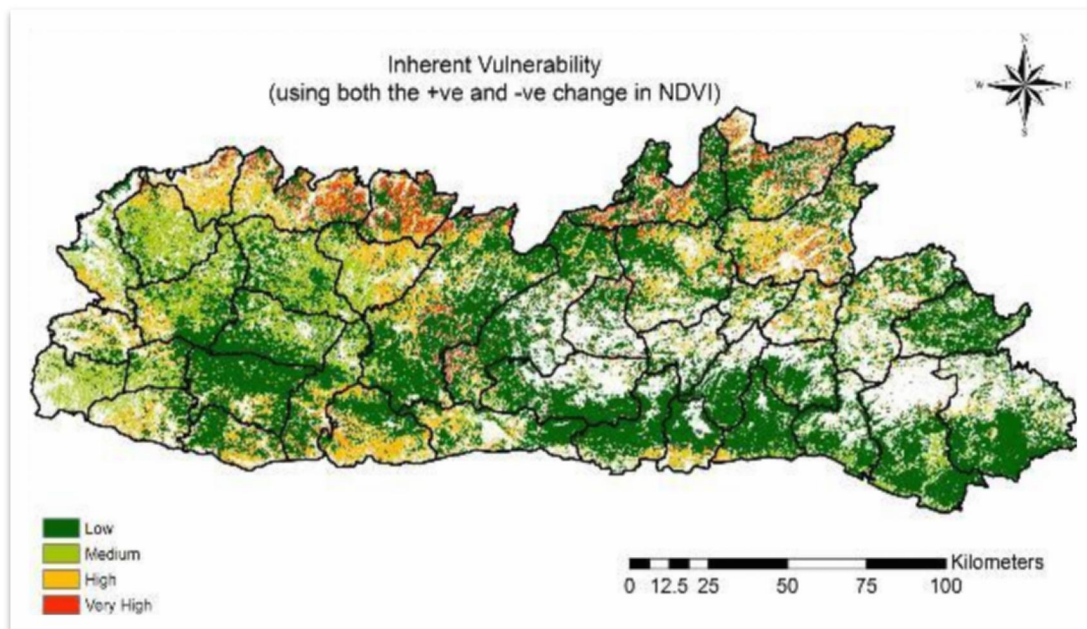 Inherent Vulnerability
(using both the +ve and -ve change in NDVI)
N
W E
S
Low
Medium
High
Very High
Kilometers
0 12.5 25 50 75 100